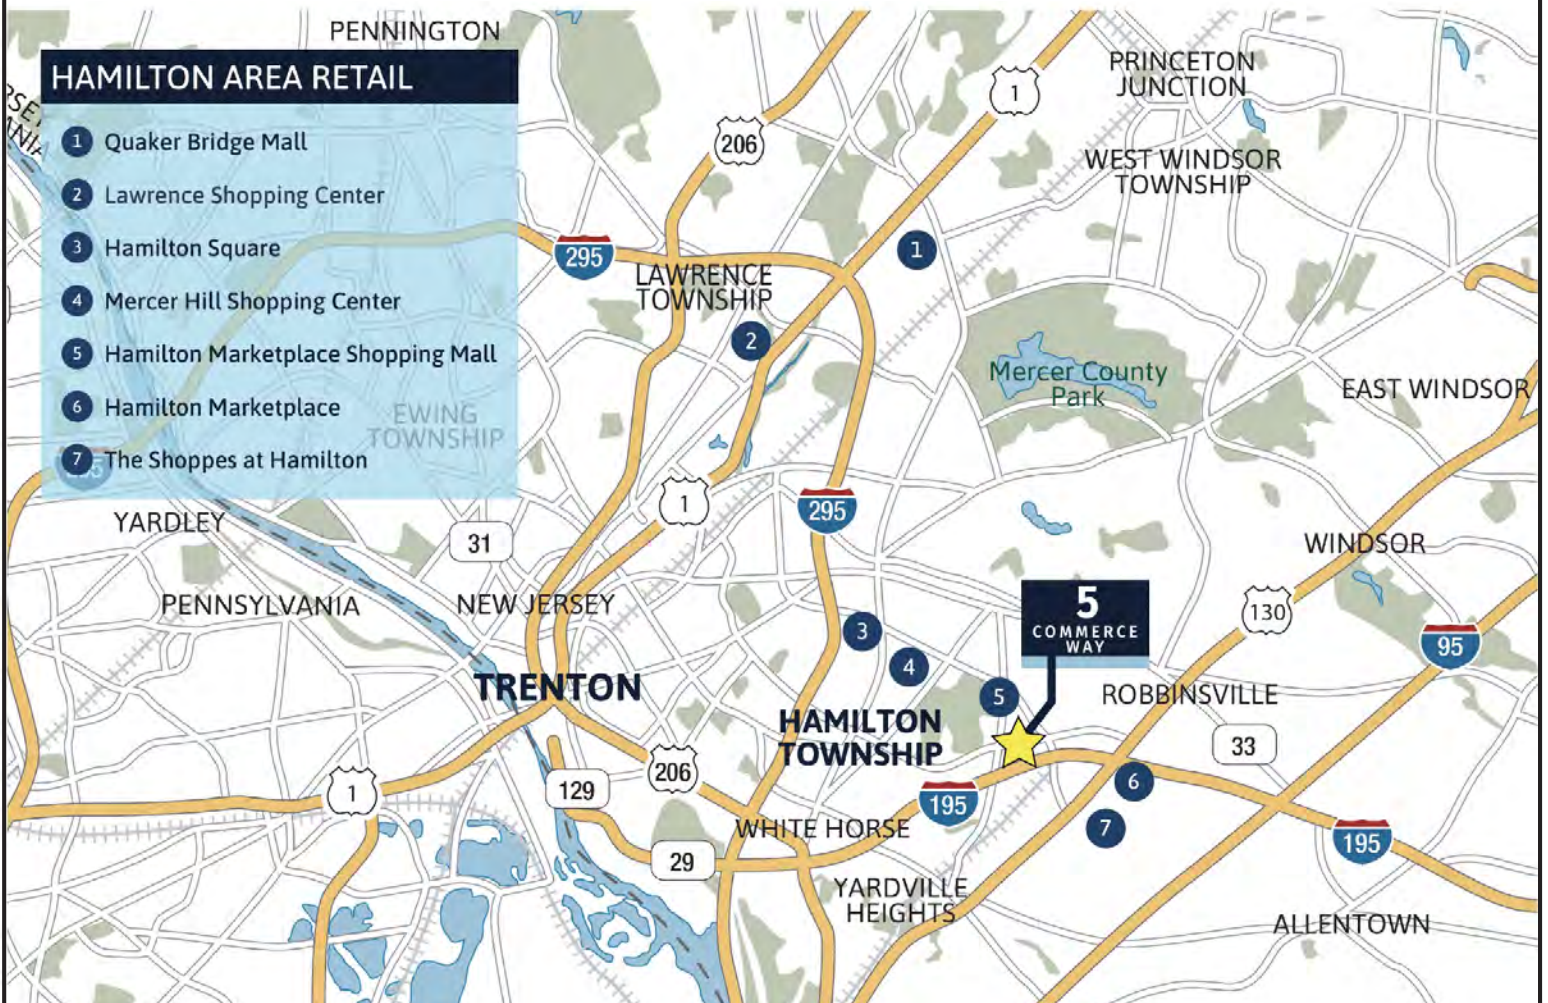 PENNINGTON
HAMILTON AREA RETAIL
1 Quaker Bridge Mall
2 Lawrence Shopping Center
3 Hamilton Square
4 Mercer Hill Shopping Center
5 Hamilton Marketplace Shopping Mall
6 Hamilton Marketplace
7 The Shoppes at Hamilton
EWING
TOWNSHIP
1
206
PRINCETON
JUNCTION
WEST WINDSOR
TOWNSHIP
295
1
LAWRENCE
TOWNSHIP
2
Mercer County
Park
EAST WINDSOR
1
295
YARDLEY
31
WINDSOR
PENNSYLVANIA
NEW JERSEY
5
COMMERCE
WAY
130
95
3
4
5
TRENTON
ROBBINSVILLE
HAMILTON
TOWNSHIP
33
206
1
129
195
6
7
WHITE HORSE
29
195
YARDVILLE
HEIGHTS
ALLENTOWN